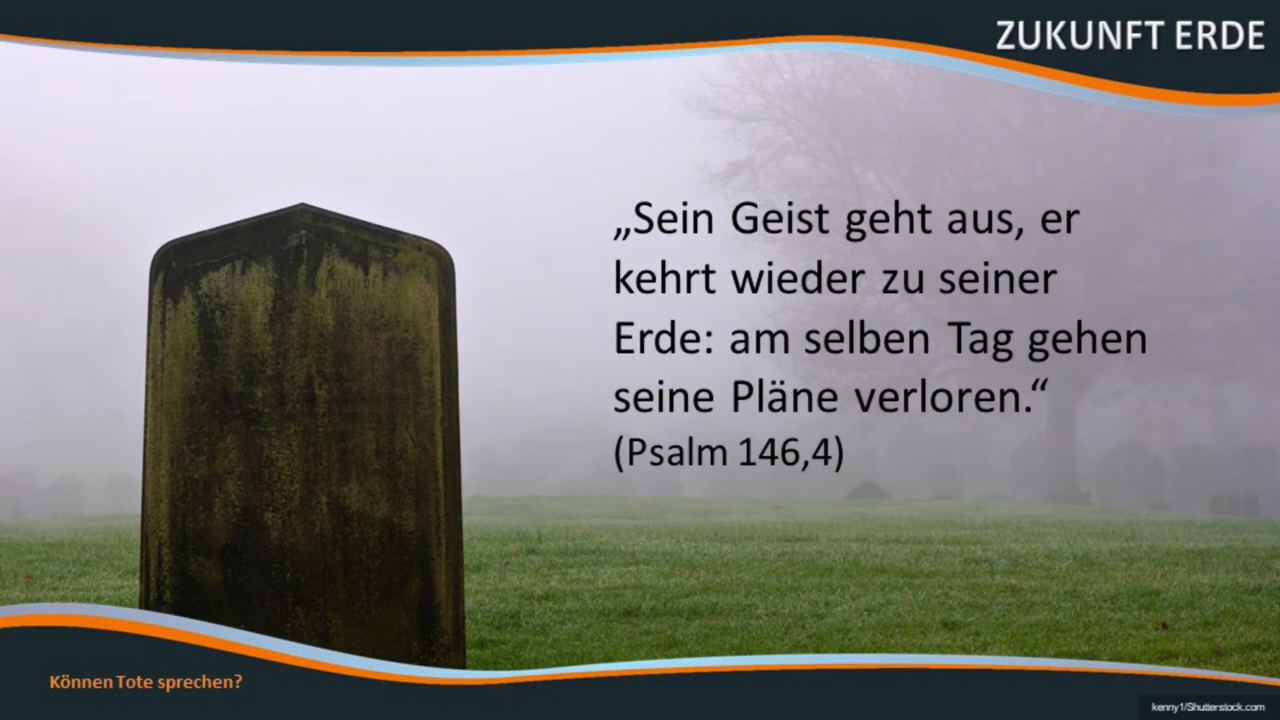 ZUKUNFT ERDE
„Sein Geist geht aus, er
kehrt wieder zu seiner
Erde: am selben Tag gehen
seine Pläne verloren.“
(Psalm 146,4)
Können Tote sprechen?
kenny1/Shutterstock.com